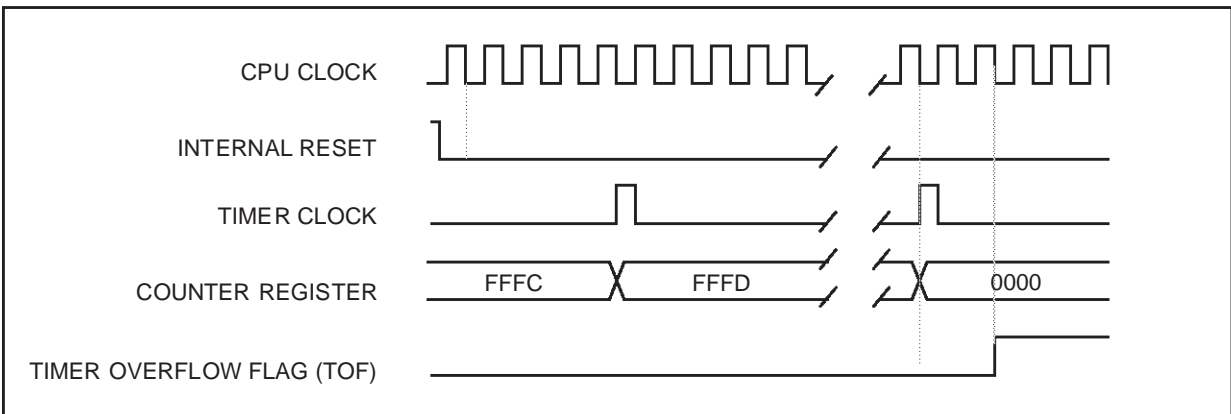 CPU CLOCK
INTERNAL RESET
TIMER CLOCK
COUNTER REGISTER
FFFC
FFFD
0000
TIMER OVERFLOW FLAG (TOF)